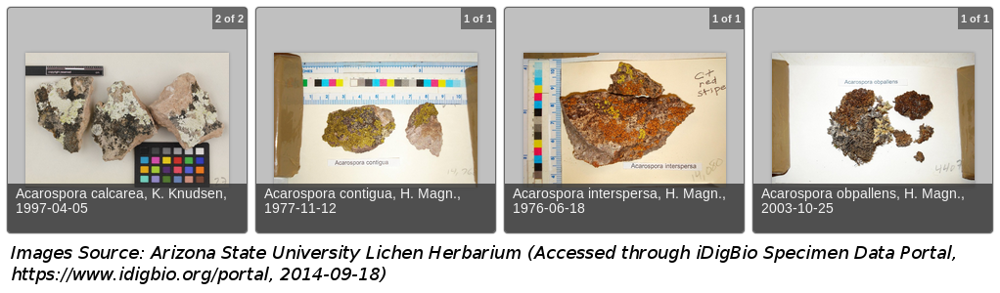 2 of 2
1 of 1
1 of 1
1 of 1
Acarospora contigua
C+
red
stipe
Acarospora interspersa
Acarospora obpallens
Acarospora calcarea, K. Knudsen,
1997-04-05
Acarospora contigua, H. Magn.,
1977-11-12
Acarospora interspersa, H. Magn.,
1976-06-18
Acarospora obpallens, H. Magn.,
2003-10-25
Images Source: Arizona State University Lichen Herbarium (Accessed through iDigBio Specimen Data Portal,
https://www.idigbio.org/portal, 2014-09-18)